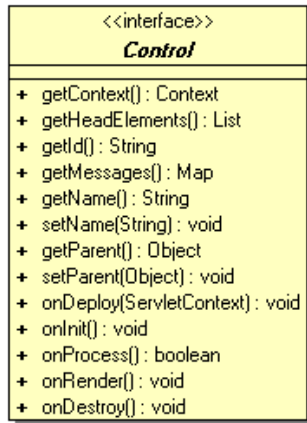 <<interface>>
Control
+ getContext() : Context
+ getHeadElements() : List
+ getId() : String
+ getMessages() : Map
+ getName() : String
+ setName(String) : void
+ getParent() : Object
+ setParent(Object) : void
+ onDeploy(ServletContext) : void
+ onInit() : void
+ onProcess() : boolean
+ onRender() : void
+ onDestroy() : void